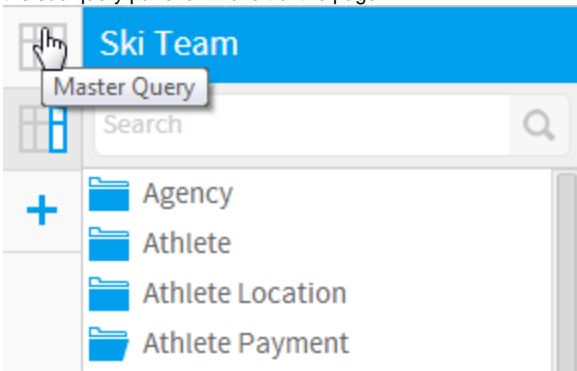 Ski Team
Master Query
Search
Agency
Athlete
Athlete Location
Athlete Payment